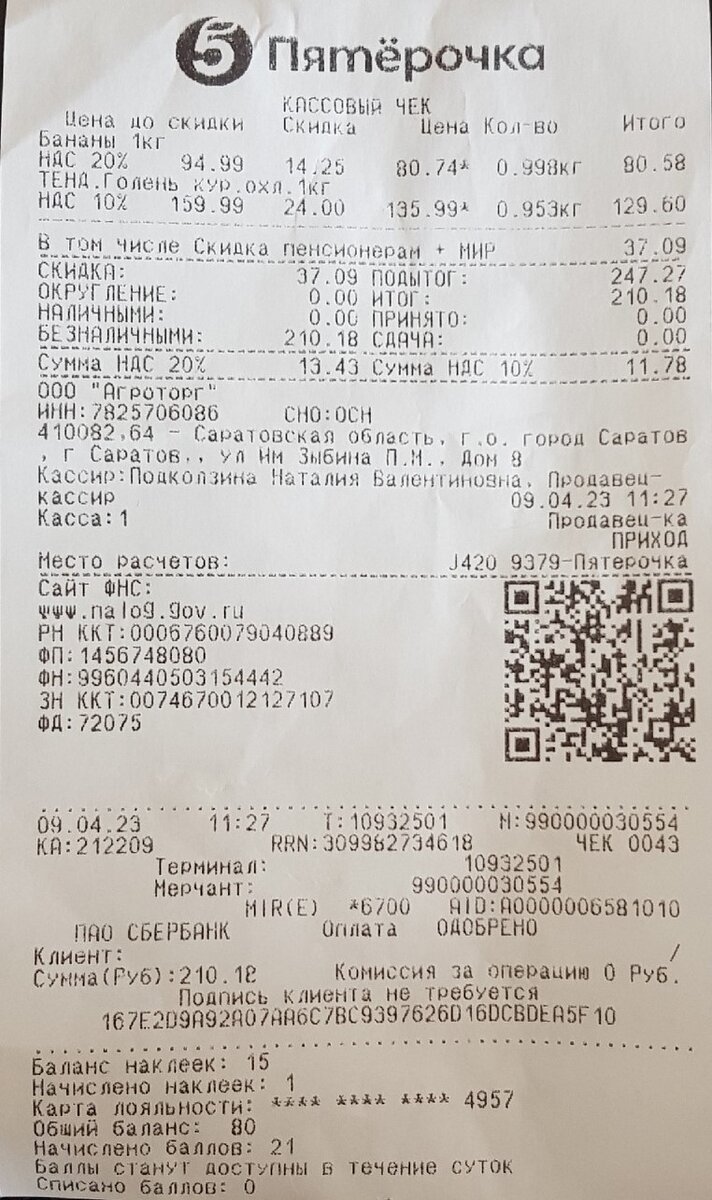 5 Пятёрочка
КАССОВЫЙ ЧЕК
Цена до скидки Скидка Цена Кол-во Итого
Бананы 1кг
НДС 20% 94.99 14.25 80.74* 0.998кг 80.58
ТЕНД.Голень кур.охл.1кг
НДС 10% 159.99 24.00 135.99* 0.953кг 129.60
В том числе Скидка пенсионерам + МИР 37.09
СКИДКА: 37.09 ПОДЫТОГ: 247.27
ОКРУГЛЕНИЕ: 0.00 ИТОГ: 210.18
НАЛИЧНЫМИ: 0.00 ПРИНЯТО: 0.00
БЕЗНАЛИЧНЫМИ: 210.18 СДАЧА: 0.00
Сумма НДС 20% 13.43 Сумма НДС 10% 11.78
ООО "Агроторг"
ИНН:7825706086 СНО:ОСН
410082,64 - Саратовская область, г.о. город Саратов
, г Саратов,, ул Им Зыбина П.М., Дом 8
Кассир:Подколзина Наталия Валентиновна, Продавец-
кассир 09.04.23 11:27
Касса:1 Продавец-ка
ПРИХОД
Место расчетов: J420 9379-Пятерочка
Сайт ФНС:
www.nalog.gov.ru
РН ККТ:0006760079040889
ФП:1456748080
ФН:9960440503154442
ЗН ККТ:0074670012127107
ФД:72075
09.04.23 11:27 Т:10932501 М:990000030554
КА:212209 RRN:309982734618 ЧЕК 0043
Терминал: 10932501
Мерчант: 990000030554
MIR(E) *6700 AID:A0000006581010
ПАО СБЕРБАНК Оплата ОДОБРЕНО
Клиент: /
Сумма(Руб):210.18 Комиссия за операцию 0 Руб.
Подпись клиента не требуется
167E2D9A92A07AA6C7BC9397626D16DCBDEA5F10
Баланс наклеек: 15
Начислено наклеек: 1
Карта лояльности: **** **** **** 4957
Общий баланс: 80
Начислено баллов: 21
Баллы станут доступны в течение суток
Списано баллов: 0